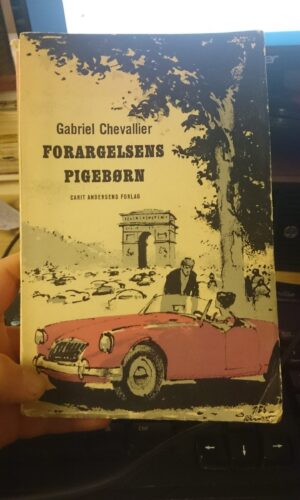 Gabriel Chevallier
FORARGELSENS
PIGEBØRN
CARIT ANDERSENS FORLAG